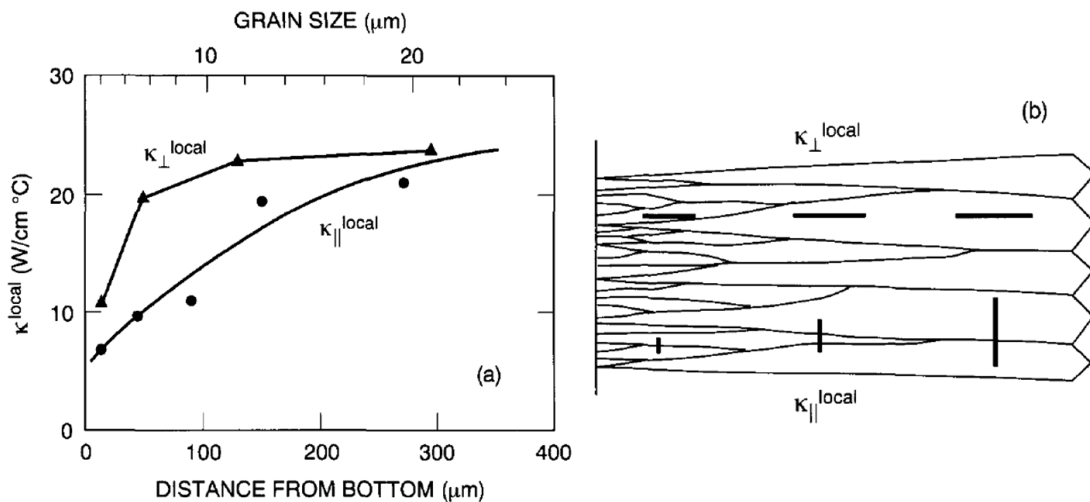 GRAIN SIZE (μm)
10 20
30
20
10
0
κ⊥local
κ||local
(a)
κlocal (W/cm °C)
0 100 200 300 400
DISTANCE FROM BOTTOM (μm)
(b)
κ⊥local
κ||local